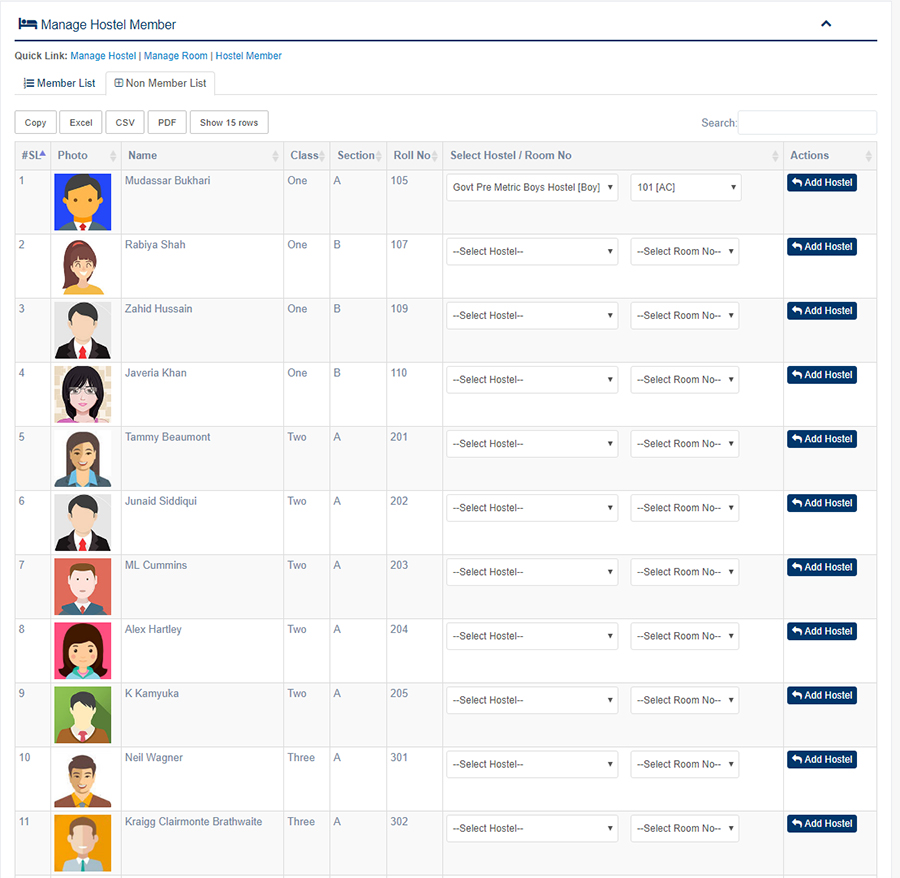 Manage Hostel Member
Quick Link: Manage Hostel | Manage Room | Hostel Member
Member List Non Member List
Copy Excel CSV PDF Show 15 rows Search:
#SL Photo Name Class Section Roll No Select Hostel / Room No Actions
1 Mudassar Bukhari One A 105 Govt Pre Metric Boys Hostel [Boy] 101 [AC] Add Hostel
2 Rabiya Shah One B 107 --Select Hostel-- --Select Room No-- Add Hostel
3 Zahid Hussain One B 109 --Select Hostel-- --Select Room No-- Add Hostel
4 Javeria Khan One B 110 --Select Hostel-- --Select Room No-- Add Hostel
5 Tammy Beaumont Two A 201 --Select Hostel-- --Select Room No-- Add Hostel
6 Junaid Siddiqui Two A 202 --Select Hostel-- --Select Room No-- Add Hostel
7 ML Cummins Two A 203 --Select Hostel-- --Select Room No-- Add Hostel
8 Alex Hartley Two A 204 --Select Hostel-- --Select Room No-- Add Hostel
9 K Kamyuka Two A 205 --Select Hostel-- --Select Room No-- Add Hostel
10 Neil Wagner Three A 301 --Select Hostel-- --Select Room No-- Add Hostel
11 Kraigg Clairmonte Brathwaite Three A 302 --Select Hostel-- --Select Room No-- Add Hostel